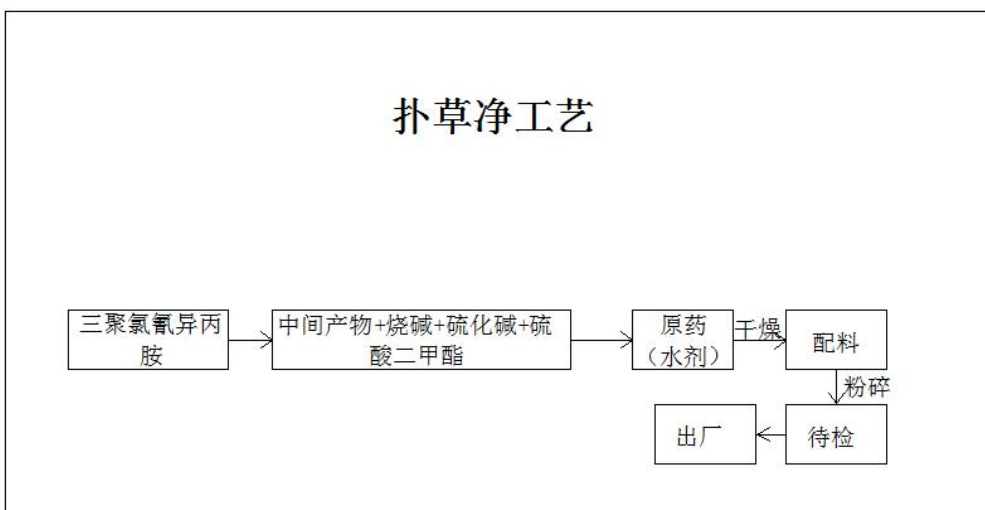 扑草净工艺
三聚氯氰异丙
胺
中间产物+烧碱+硫化碱+硫
酸二甲酯
原药
（水剂）
干燥
配料
粉碎
待检
出厂